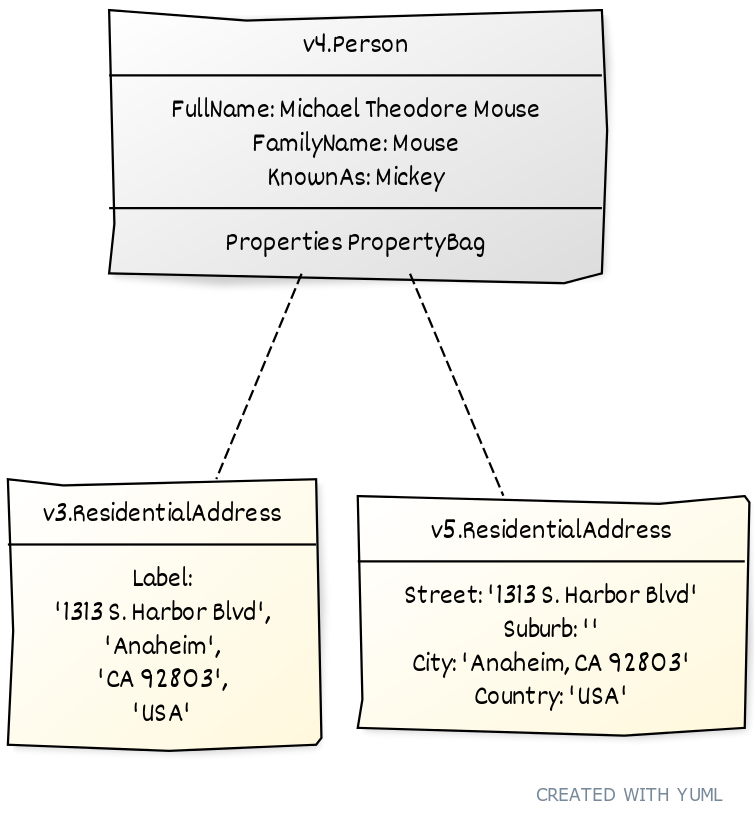 v4.Person
FullName: Michael Theodore Mouse
FamilyName: Mouse
KnownAs: Mickey
Properties PropertyBag
v3.ResidentialAddress
Label:
'1313 S. Harbor Blvd',
'Anaheim',
'CA 92803',
'USA'
v5.ResidentialAddress
Street: '1313 S. Harbor Blvd'
Suburb: ''
City: 'Anaheim, CA 92803'
Country: 'USA'
CREATED WITH YUML